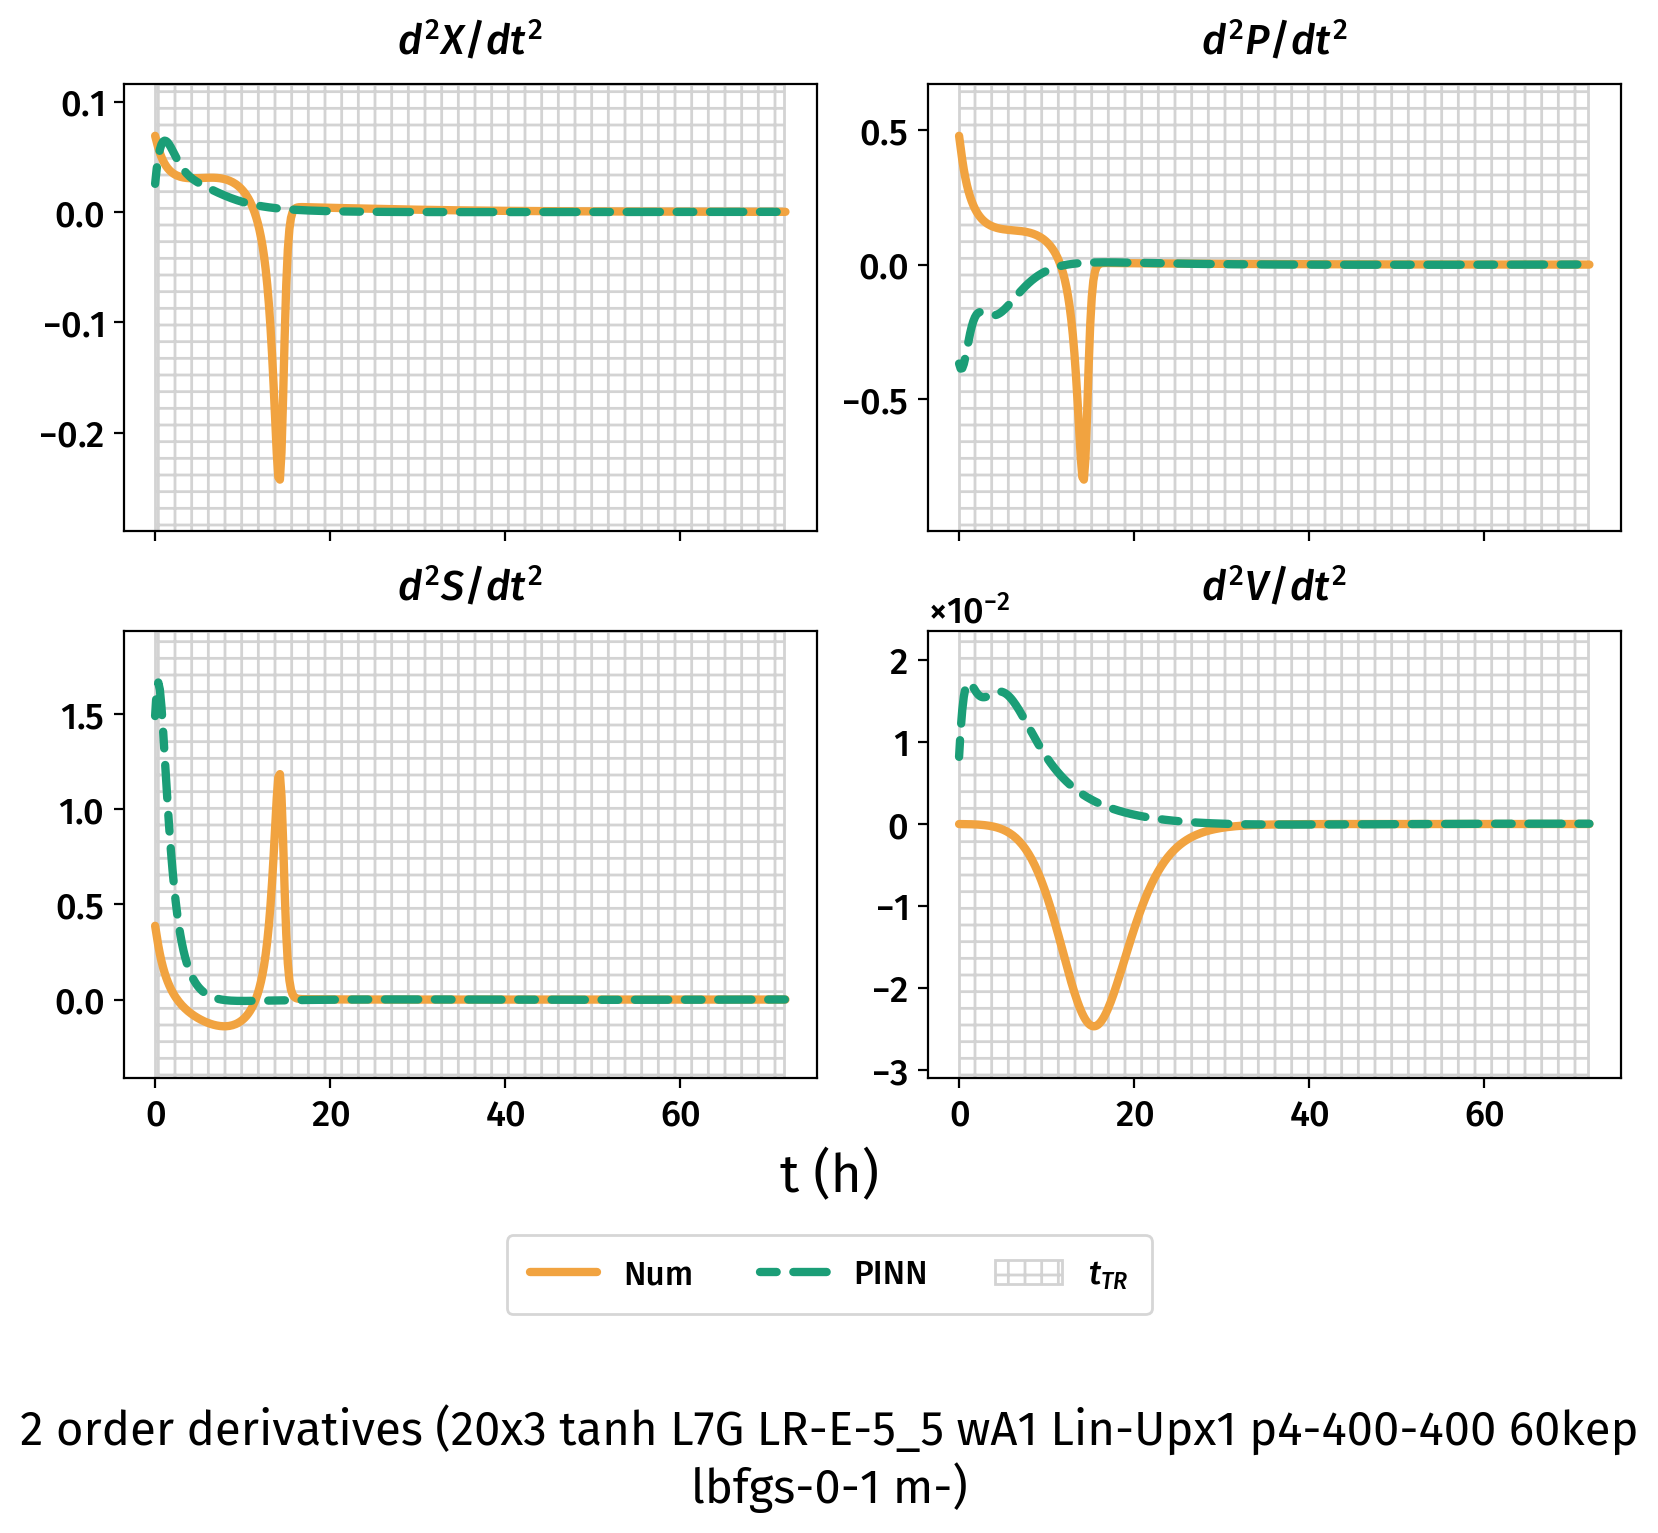 d²X/dt²
d²P/dt²
0.1
0.0
−0.1
−0.2
0.5
0.0
−0.5
d²S/dt²
d²V/dt²
×10⁻²
1.5
1.0
0.5
0.0
2
1
0
−1
−2
−3
0 20 40 60
0 20 40 60
t (h)
Num PINN t_TR
2 order derivatives (20x3 tanh L7G LR-E-5_5 wA1 Lin-Upx1 p4-400-400 60kep
lbfgs-0-1 m-)